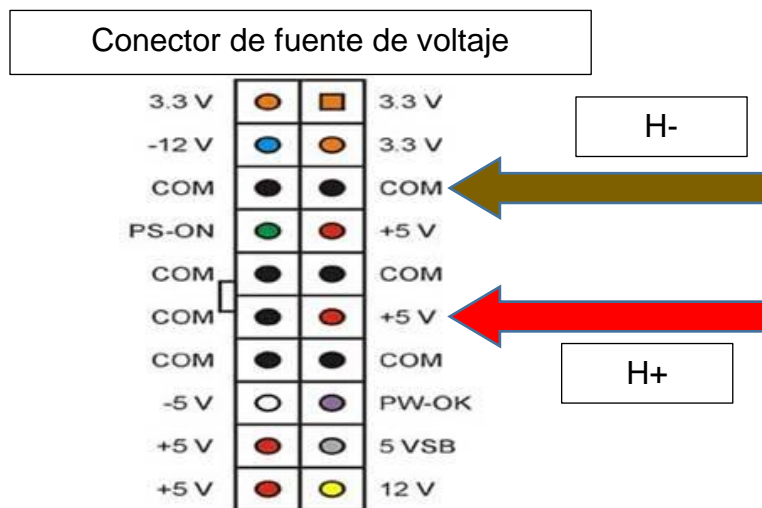 Conector de fuente de voltaje
3.3 V 3.3 V
-12 V 3.3 V
COM COM
PS-ON +5 V
COM COM
COM +5 V
COM COM
-5 V PW-OK
+5 V 5 VSB
+5 V 12 V
H-
H+